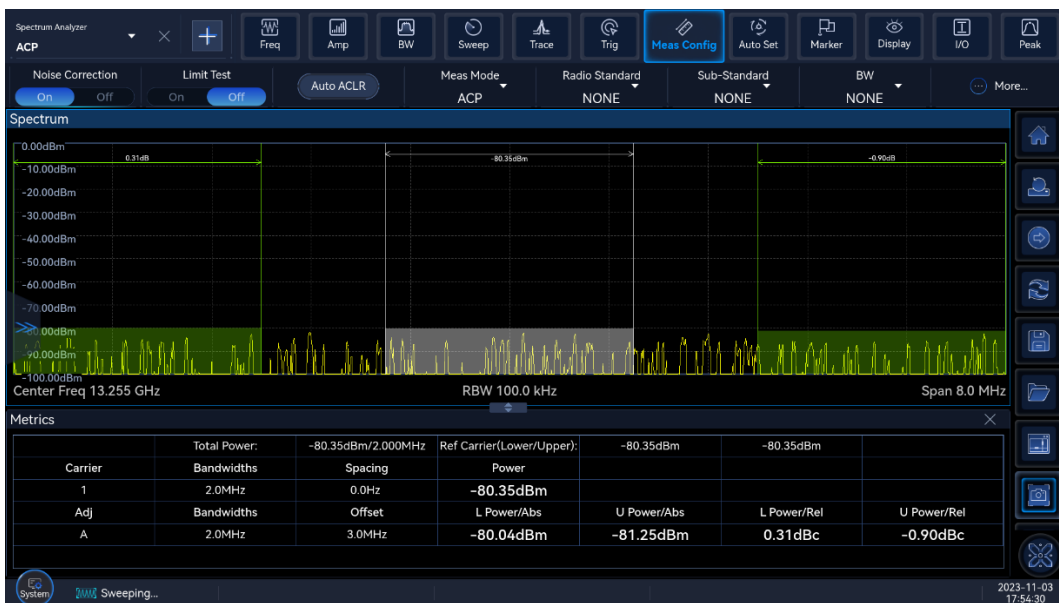 Spectrum Analyzer
ACP
Freq
Amp
BW
Sweep
Trace
Trig
Meas Config
Auto Set
Marker
Display
I/O
Peak
Noise Correction
On Off
Limit Test
On Off
Auto ACLR
Meas Mode
ACP
Radio Standard
NONE
Sub-Standard
NONE
BW
NONE
More...
Spectrum
0.00dBm
0.31dB
-80.35dBm
-0.90dB
-10.00dBm
-20.00dBm
-30.00dBm
-40.00dBm
-50.00dBm
-60.00dBm
-70.00dBm
-90.00dBm
-100.00dBm
Center Freq 13.255 GHz RBW 100.0 kHz Span 8.0 MHz
Metrics
Total Power: -80.35dBm/2.000MHz Ref Carrier(Lower/Upper): -80.35dBm -80.35dBm
Carrier Bandwidths Spacing Power
1 2.0MHz 0.0Hz -80.35dBm
Adj Bandwidths Offset L Power/Abs U Power/Abs L Power/Rel U Power/Rel
A 2.0MHz 3.0MHz -80.04dBm -81.25dBm 0.31dBc -0.90dBc
System
Sweeping...
2023-11-03
17:54:30